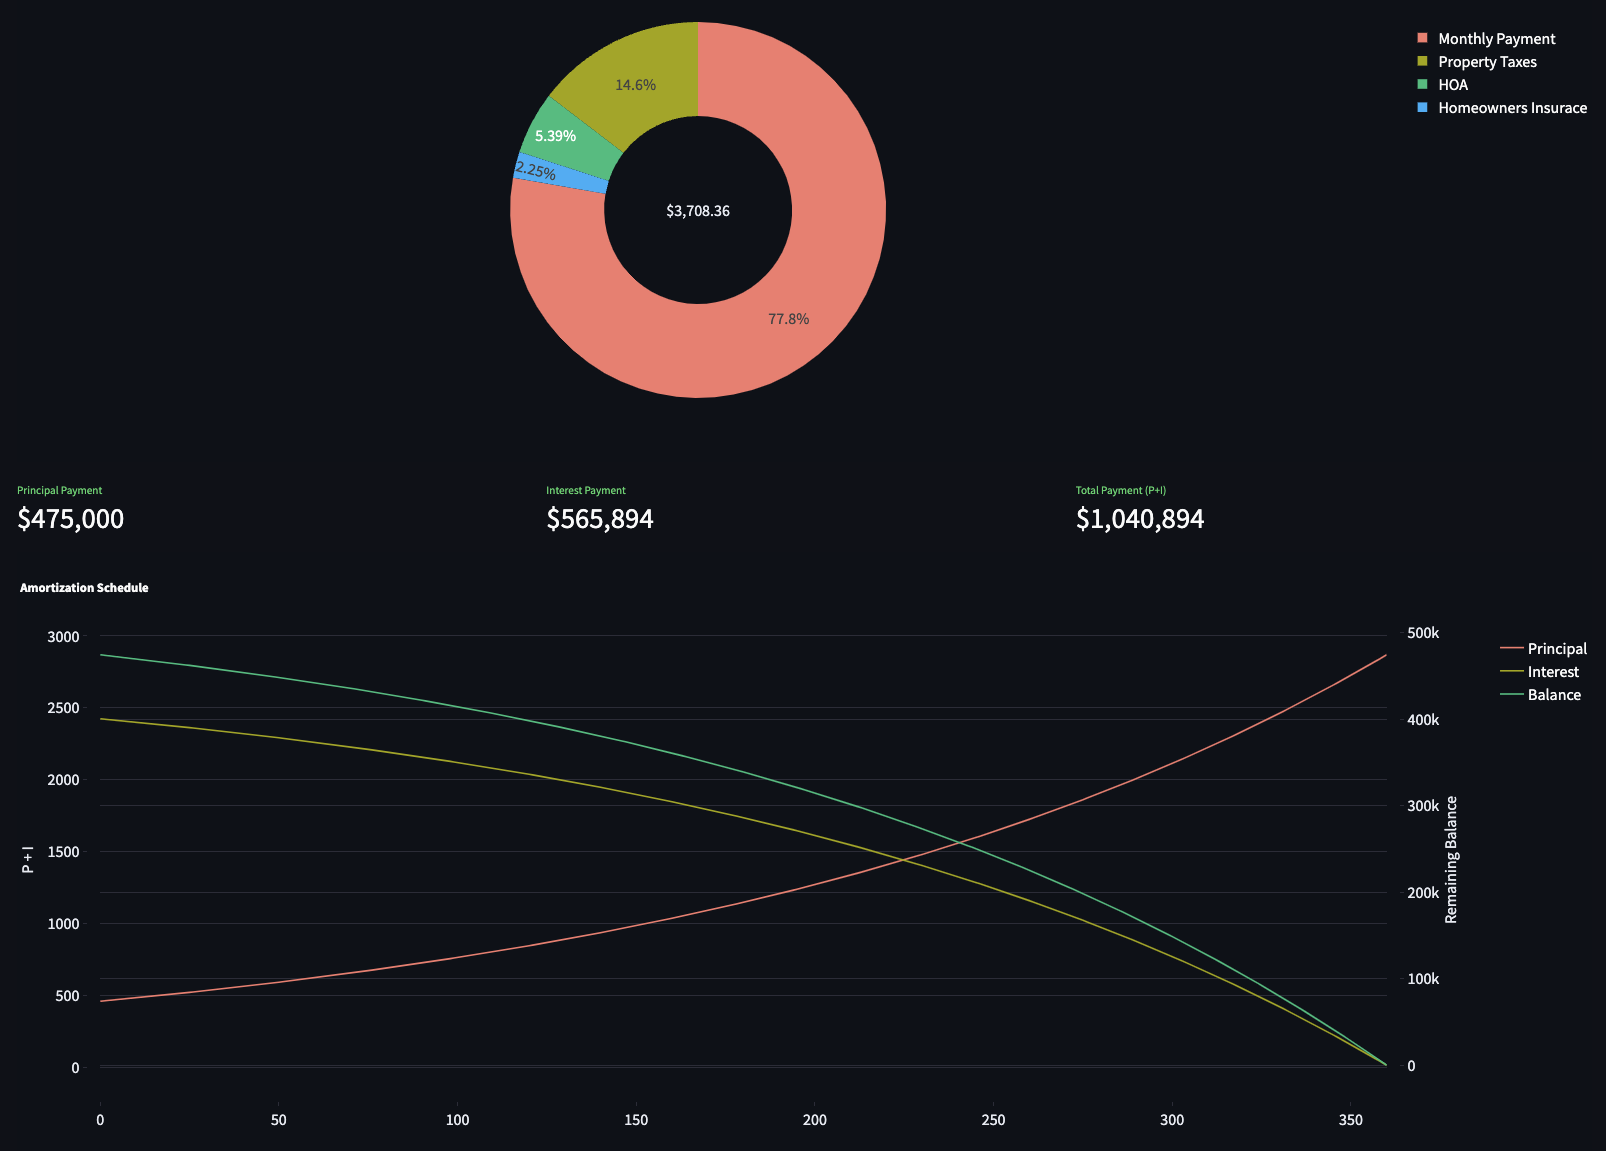 Monthly Payment
Property Taxes
HOA
Homeowners Insurace
14.6%
5.39%
2.25%
$3,708.36
77.8%
Principal Payment
$475,000
Interest Payment
$565,894
Total Payment (P+I)
$1,040,894
Amortization Schedule
3000
2500
2000
1500
1000
500
0
P + I
500k
400k
300k
200k
100k
0
Remaining Balance
Principal
Interest
Balance
0
50
100
150
200
250
300
350